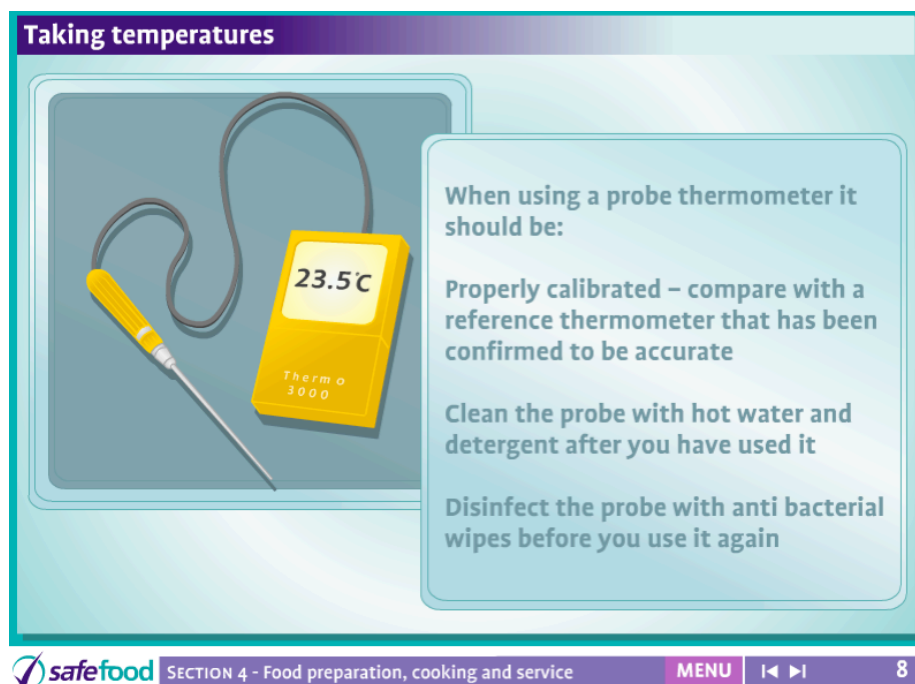 Taking temperatures
23.5°C
Thermo
3000
When using a probe thermometer it
should be:
Properly calibrated – compare with a
reference thermometer that has been
confirmed to be accurate
Clean the probe with hot water and
detergent after you have used it
Disinfect the probe with anti bacterial
wipes before you use it again
safefood SECTION 4 - Food preparation, cooking and service MENU 8